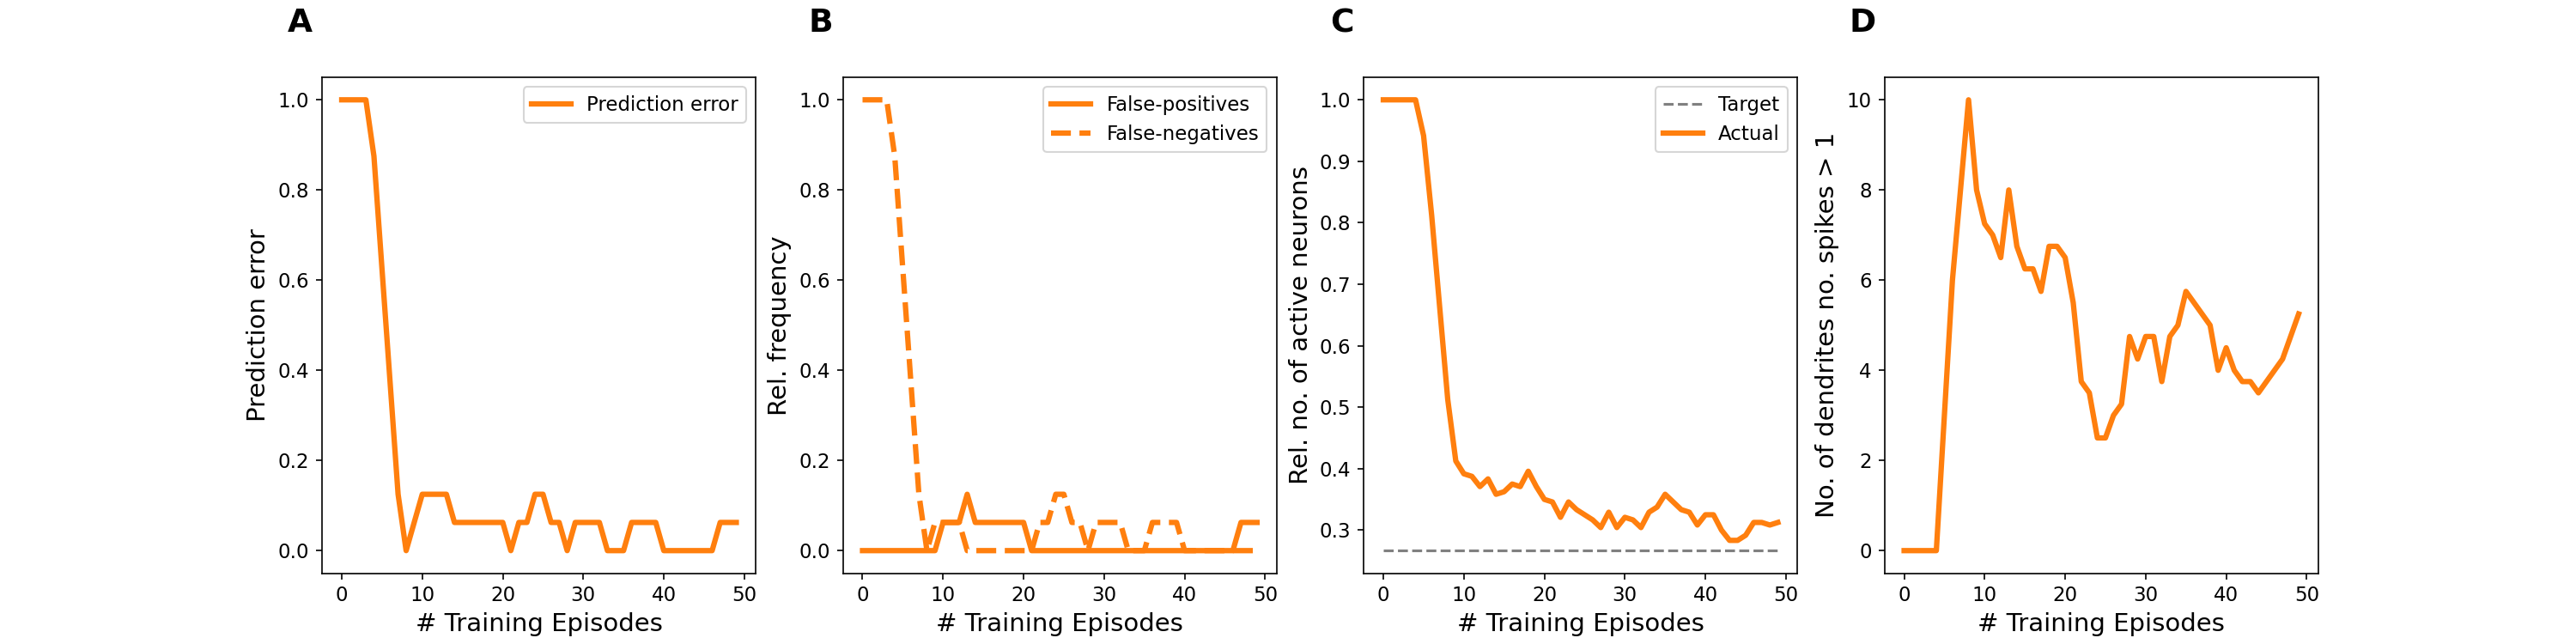 A
B
C
D
Prediction error
1.0
0.8
0.6
0.4
0.2
0.0
Prediction error
0
10
20
30
40
50
# Training Episodes
Rel. frequency
1.0
0.8
0.6
0.4
0.2
0.0
False-positives
False-negatives
0
10
20
30
40
50
# Training Episodes
Rel. no. of active neurons
1.0
0.9
0.8
0.7
0.6
0.5
0.4
0.3
Target
Actual
0
10
20
30
40
50
# Training Episodes
No. of dendrites no. spikes > 1
10
8
6
4
2
0
0
10
20
30
40
50
# Training Episodes